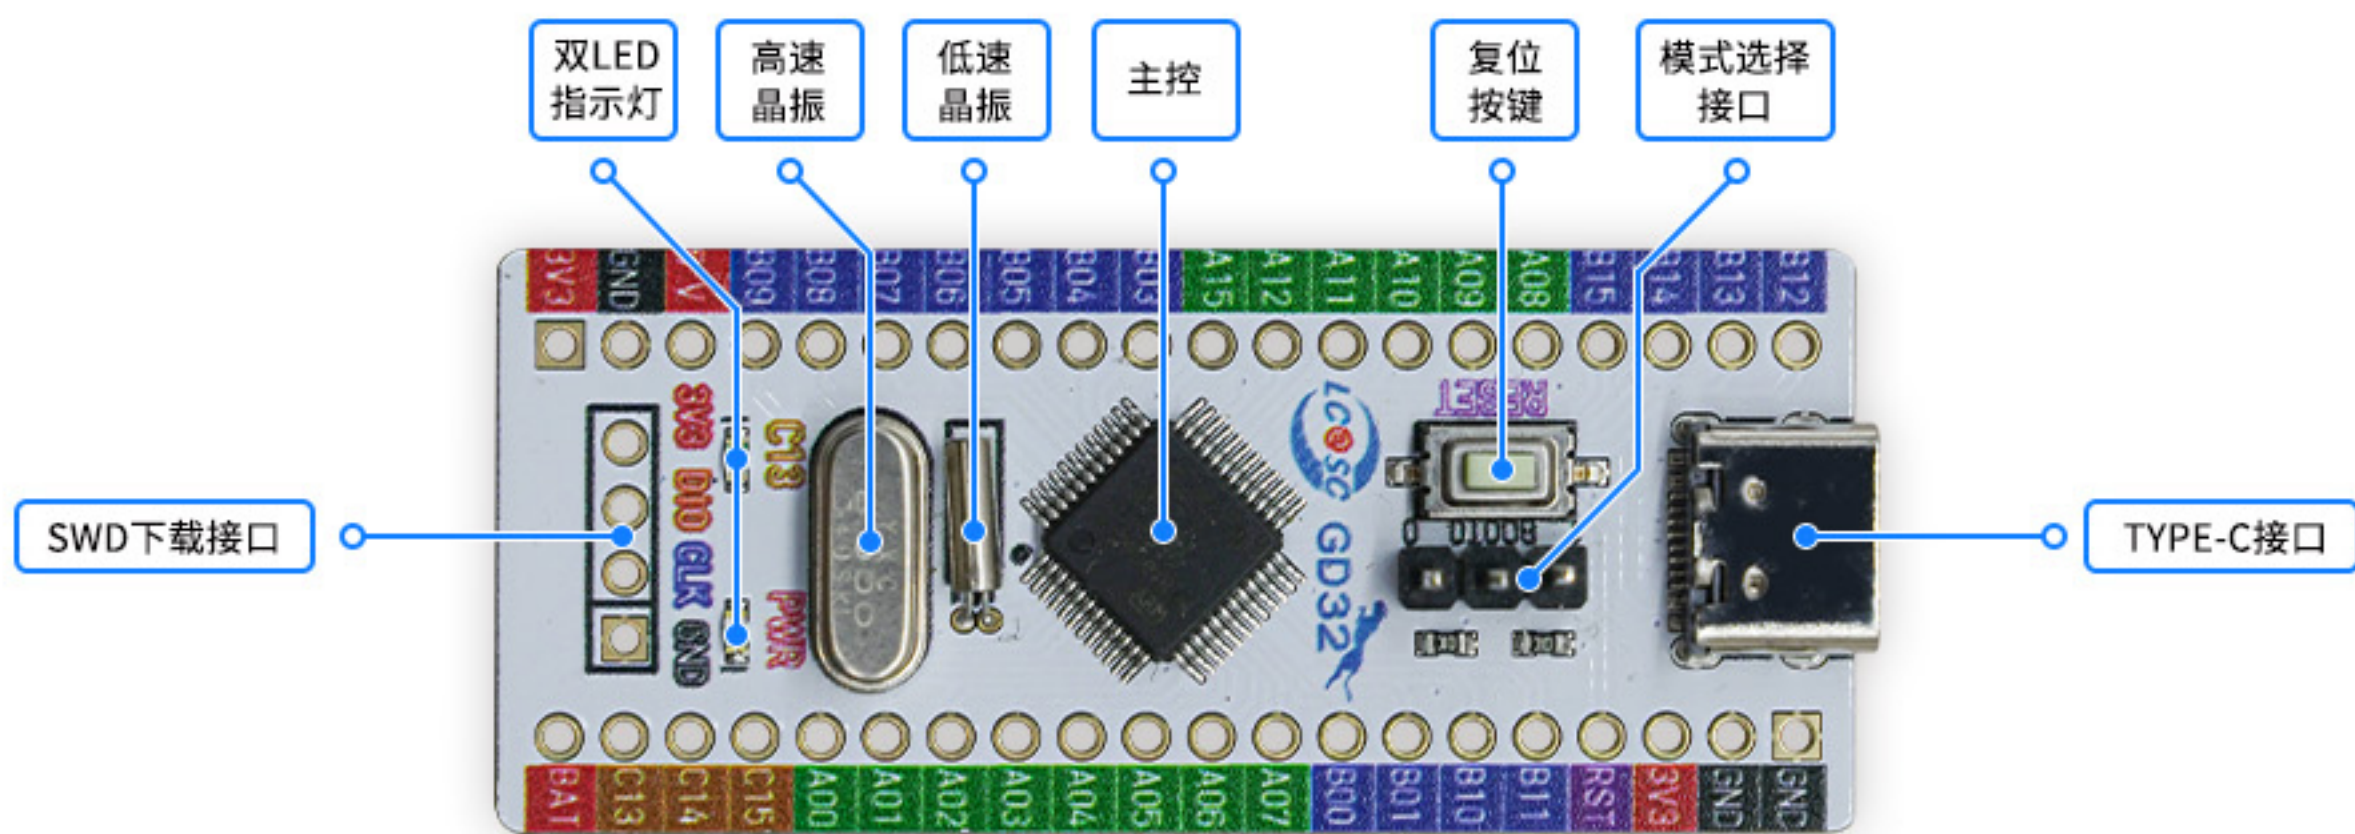 双LED
指示灯
高速
晶振
低速
晶振
主控
复位
按键
模式选择
接口
SWD下载接口
TYPE-C接口
3V3 GND B09 B08 B07 B06 B05 B04 B03 A15 A12 A11 A10 A09 A08 B15 B14 B13 B12
3V3 DIO CLK GND
C13
PWR
LCSC
GD32
RESET
BAT C13 C14 C15 A00 A01 A02 A03 A04 A05 A06 A07 B00 B01 B10 B11 RST 3V3 GND GND